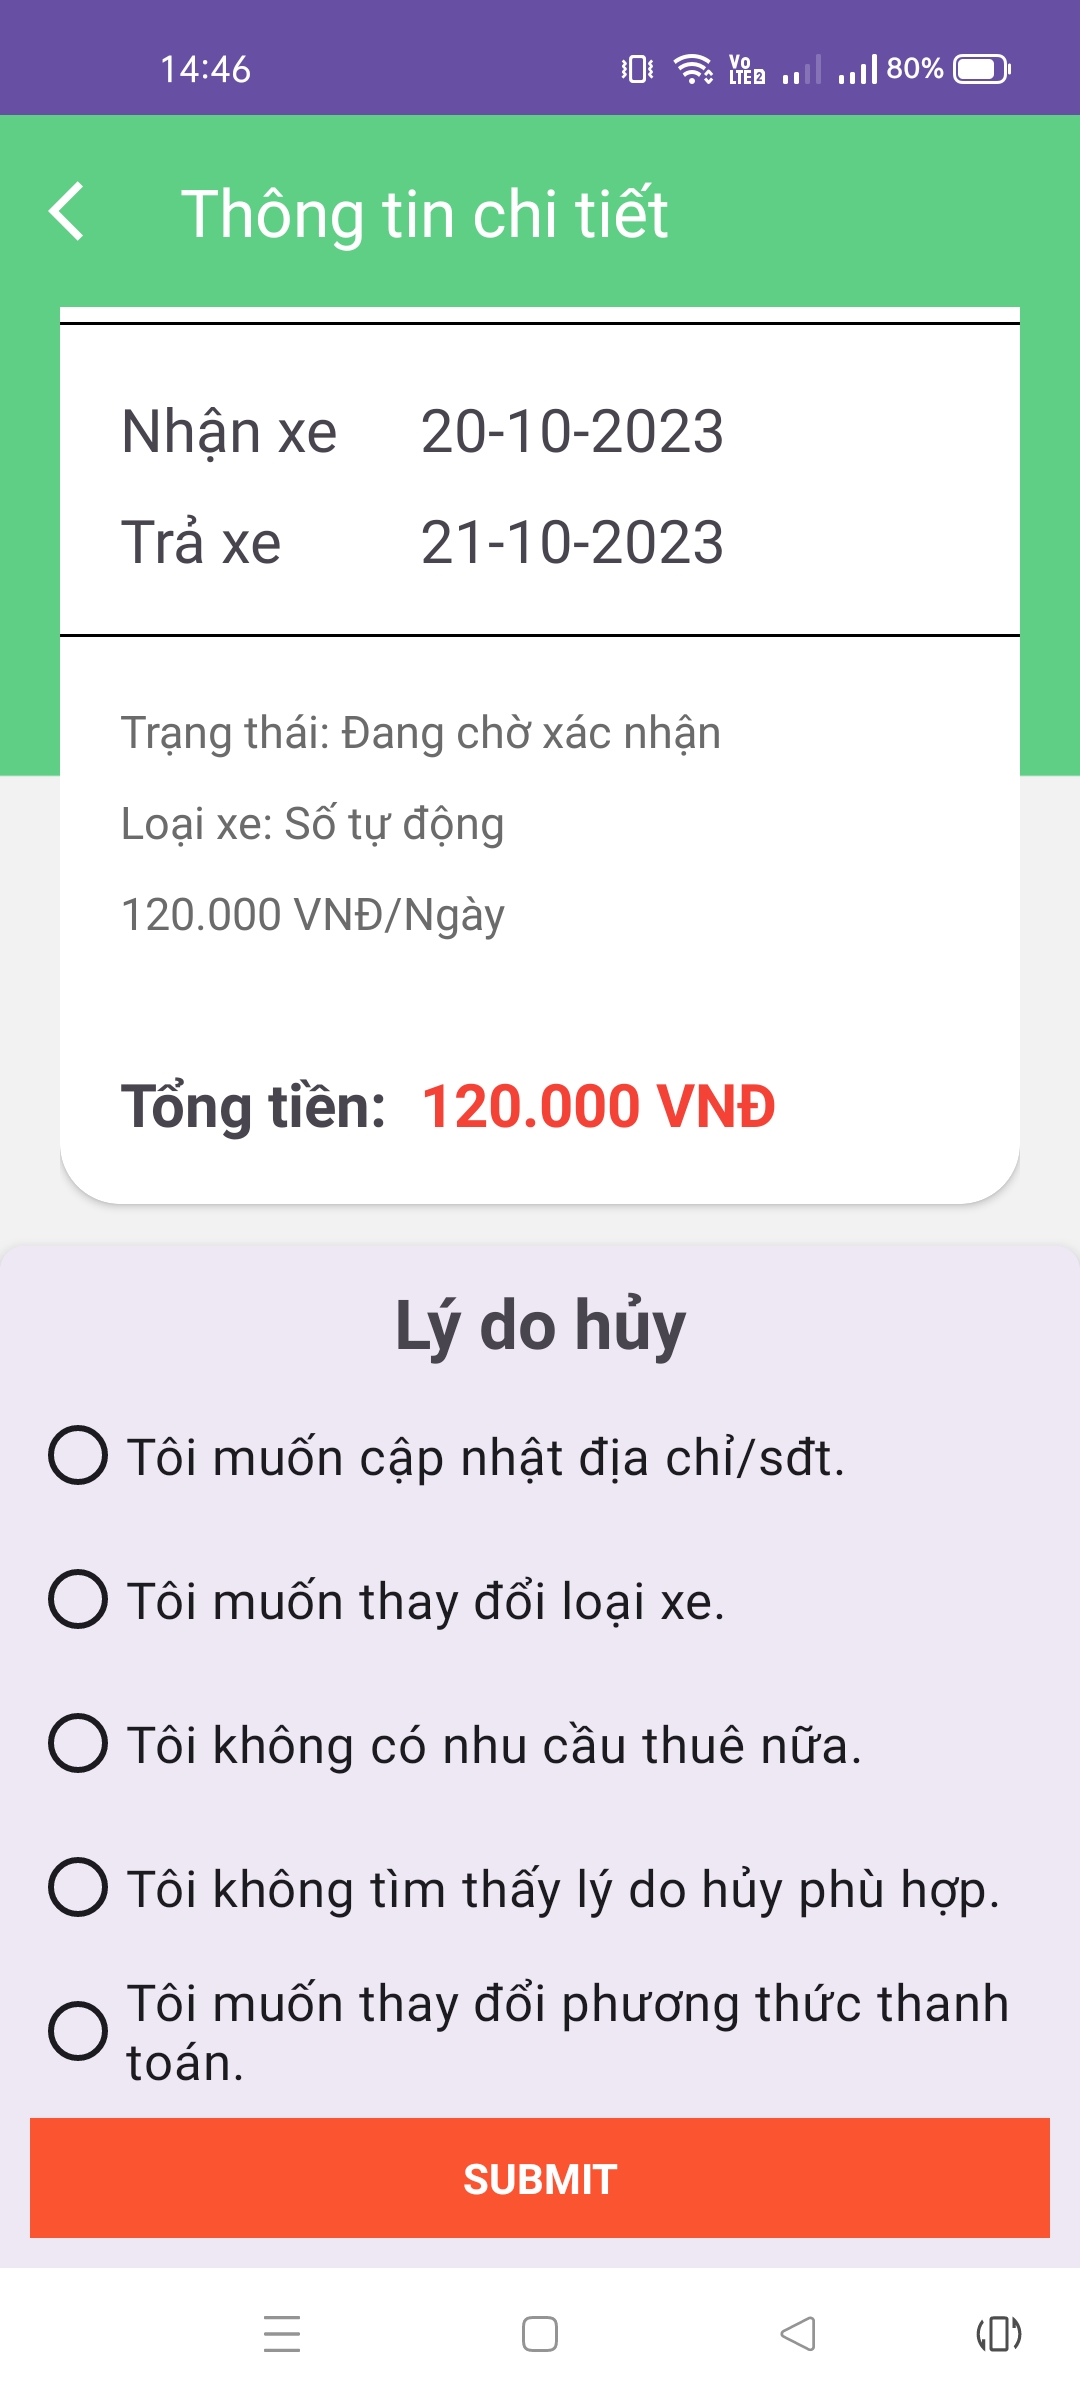 14:46
Vo
LTE 2
80%
Thông tin chi tiết
Nhận xe 20-10-2023
Trả xe 21-10-2023
Trạng thái: Đang chờ xác nhận
Loại xe: Số tự động
120.000 VNĐ/Ngày
Tổng tiền: 120.000 VNĐ
Lý do hủy
Tôi muốn cập nhật địa chỉ/sđt.
Tôi muốn thay đổi loại xe.
Tôi không có nhu cầu thuê nữa.
Tôi không tìm thấy lý do hủy phù hợp.
Tôi muốn thay đổi phương thức thanh
toán.
SUBMIT